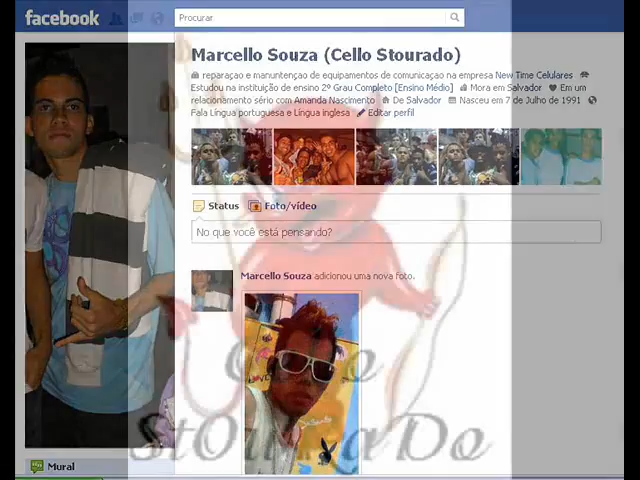 facebook
Procurar
Marcello Souza (Cello Stourado)
reparaçao e manuntençao de equipamentos de comunicaçao na empresa New Time Celulares
Estudou na instituição de ensino 2º Grau Completo [Ensino Médio] Mora em Salvador Em um
relacionamento sério com Amanda Nascimento De Salvador Nasceu em 7 de Julho de 1991
Fala Língua portuguesa e Língua inglesa Editar perfil
Status Foto/vídeo
No que você está pensando?
Marcello Souza adicionou uma nova foto.
Mural